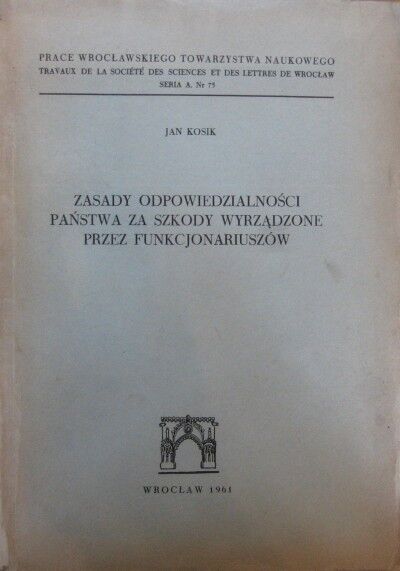 PRACE WROCŁAWSKIEGO TOWARZYSTWA NAUKOWEGO
TRAVAUX DE LA SOCIÉTÉ DES SCIENCES ET DES LETTRES DE WROCŁAW
SERIA A. Nr 75
JAN KOSIK
ZASADY ODPOWIEDZIALNOŚCI
PAŃSTWA ZA SZKODY WYRZĄDZONE
PRZEZ FUNKCJONARIUSZÓW
WROCŁAW 1961